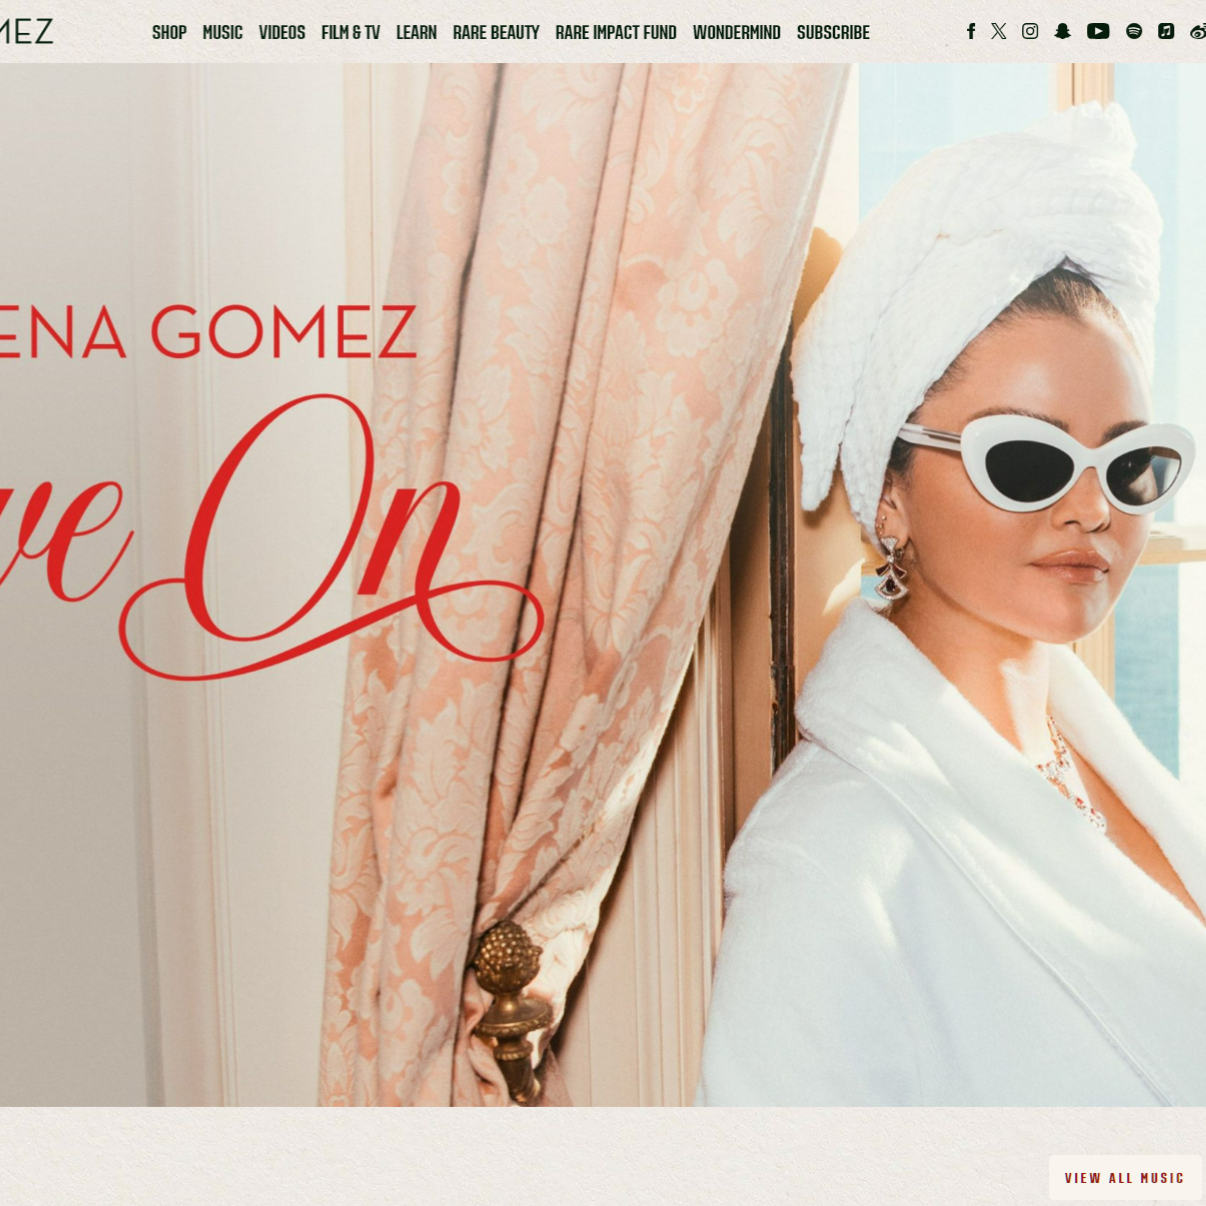 MEZ
SHOP MUSIC VIDEOS FILM & TV LEARN RARE BEAUTY RARE IMPACT FUND WONDERMIND SUBSCRIBE
ENA GOMEZ
ve On
VIEW ALL MUSIC